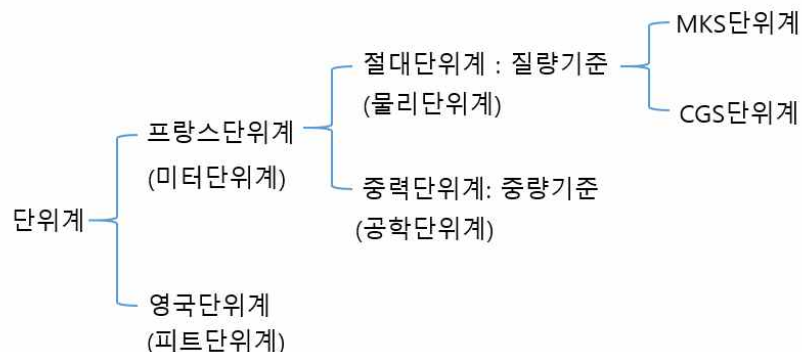 MKS단위계
절대단위계 : 질량기준
(물리단위계)
CGS단위계
프랑스단위계
(미터단위계)
중력단위계: 중량기준
(공학단위계)
단위계
영국단위계
(피트단위계)